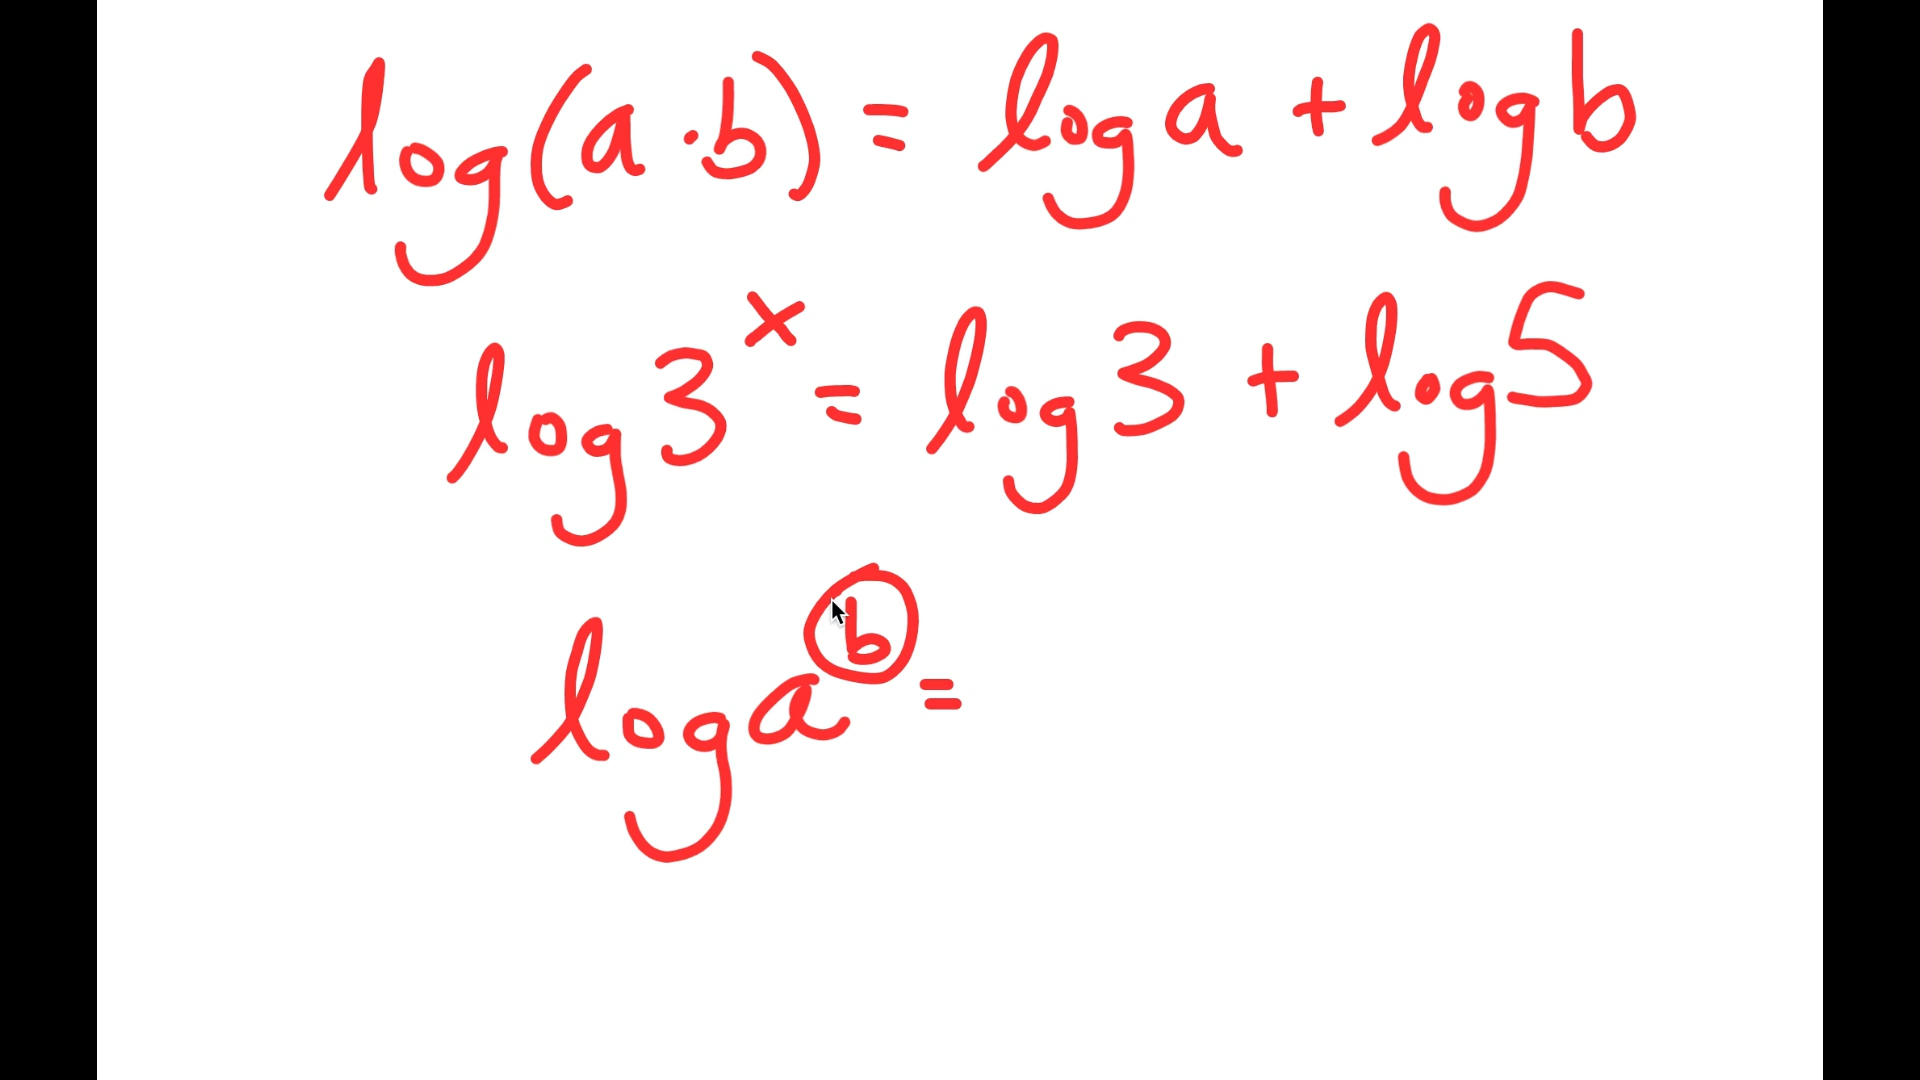 log(a·b) = log a + log b
log 3^x = log 3 + log 5
log a^b =